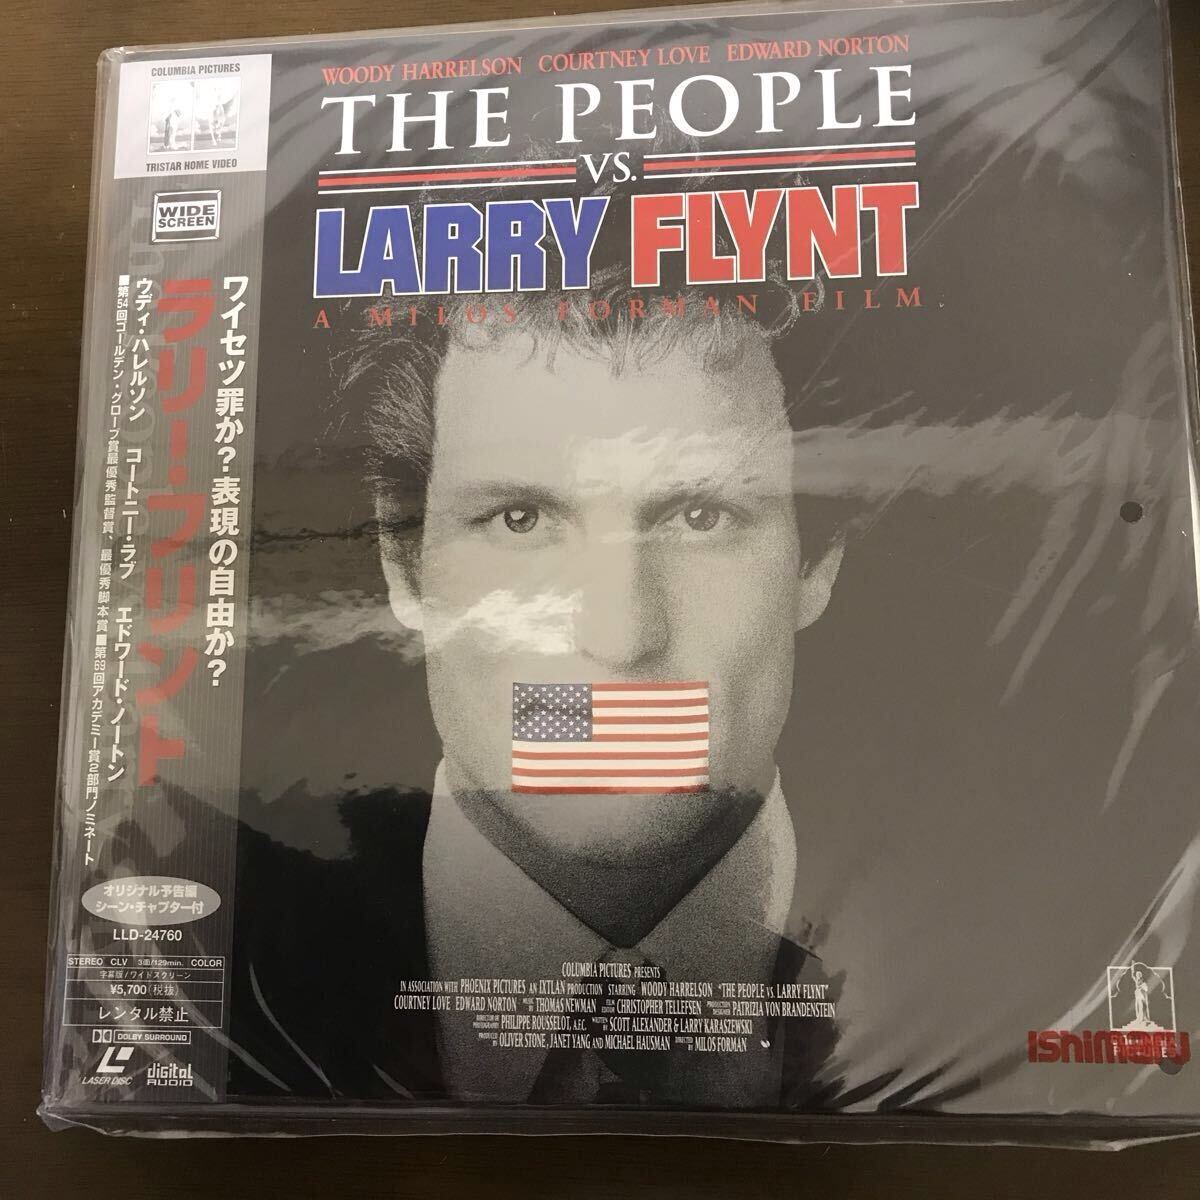 COLUMBIA PICTURES
TRISTAR HOME VIDEO
WIDE
SCREEN
ワイセツ罪か?表現の自由か?
ラリー・フリント
ウディ・ハレルソン コートニー・ラブ エドワード・ノートン
■第54回ゴールデン・グローブ賞最優秀監督賞、最優秀脚本賞■第69回アカデミー賞2部門ノミネート
オリジナル予告編
シーン・チャプター付
LLD-24760
STEREO CLV 3面/129min. COLOR
字幕版/ワイドスクリーン
¥5,700(税抜)
レンタル禁止
DOLBY SURROUND
LASER DISC
digital
AUDIO
WOODY HARRELSON COURTNEY LOVE EDWARD NORTON
THE PEOPLE
VS.
LARRY FLYNT
A MILOS FORMAN FILM
COLUMBIA PICTURES PRESENTS
IN ASSOCIATION WITH PHOENIX PICTURES AN IXTLAN PRODUCTION STARRING WOODY HARRELSON "THE PEOPLE VS. LARRY FLYNT"
COURTNEY LOVE EDWARD NORTON MUSIC BY THOMAS NEWMAN FILM EDITOR CHRISTOPHER TELLEFSEN PRODUCTION DESIGNER PATRIZIA VON BRANDENSTEIN
DIRECTOR OF PHOTOGRAPHY PHILIPPE ROUSSELOT, A.F.C. WRITTEN BY SCOTT ALEXANDER & LARRY KARASZEWSKI
PRODUCED BY OLIVER STONE, JANET YANG AND MICHAEL HAUSMAN DIRECTED BY MILOS FORMAN
Ishimaru